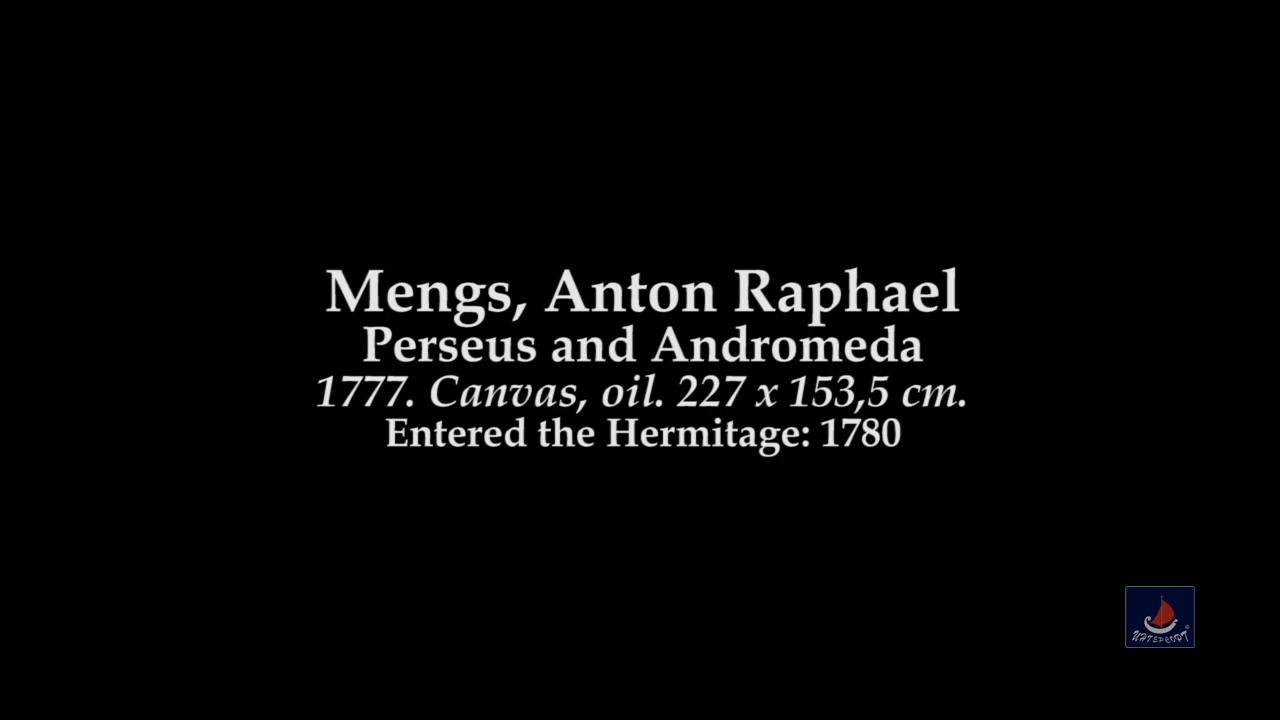 Mengs, Anton Raphael
Perseus and Andromeda
1777. Canvas, oil. 227 x 153,5 cm.
Entered the Hermitage: 1780